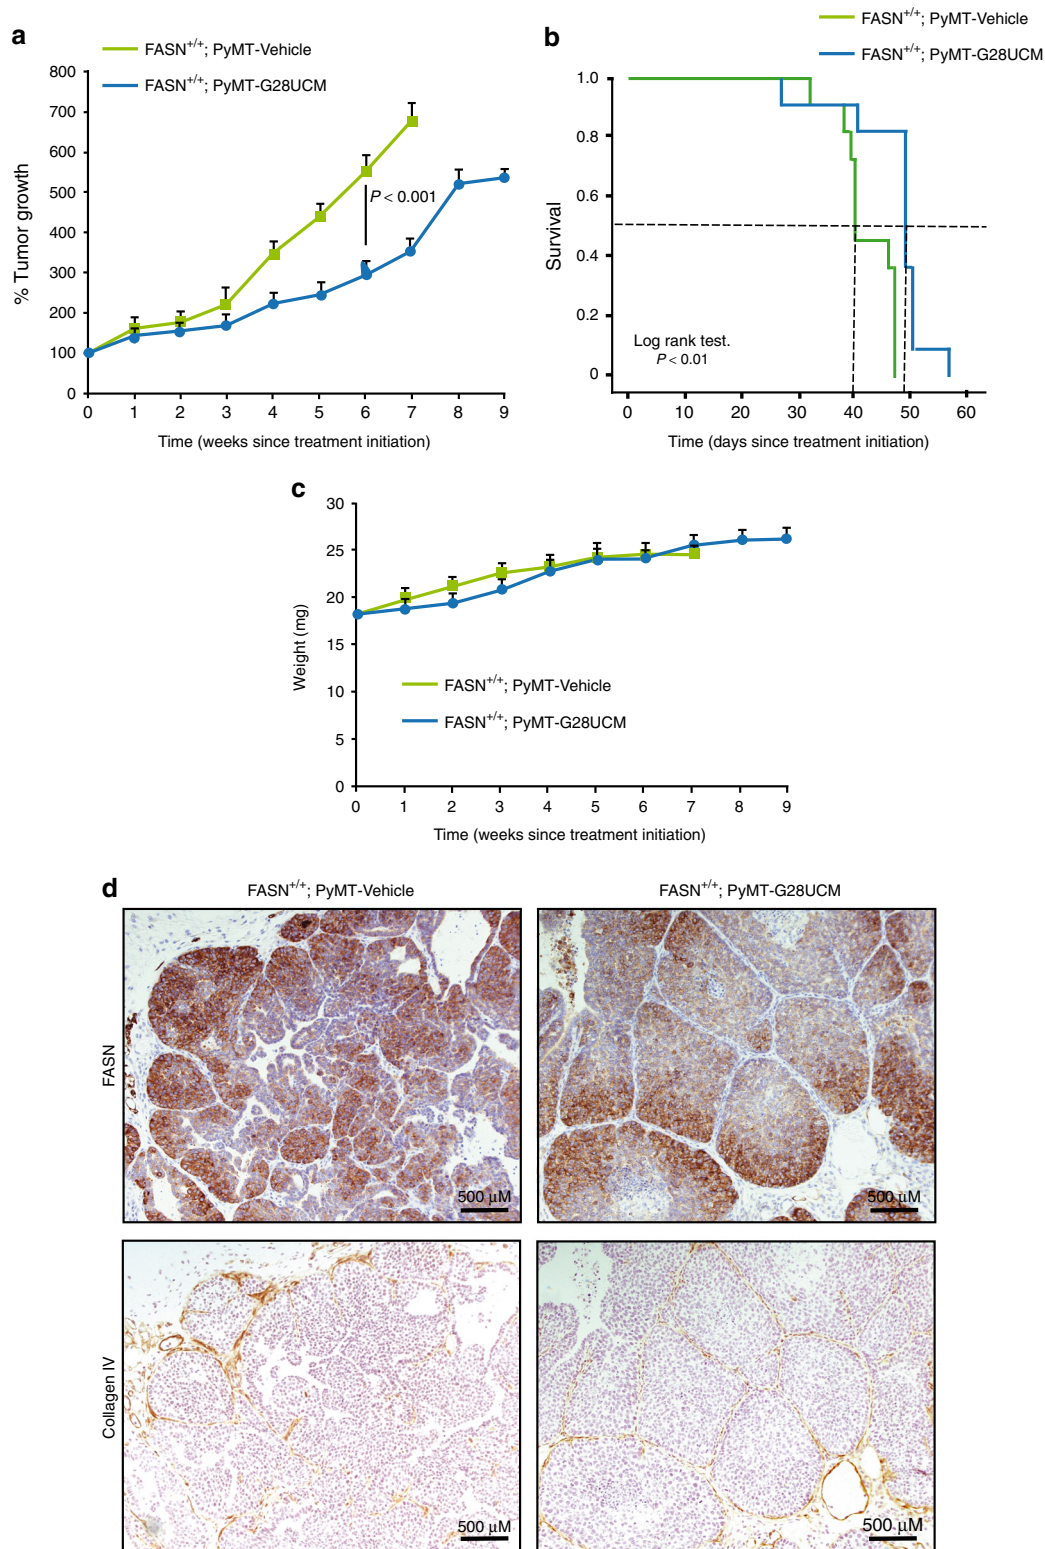 a
FASN+/+; PyMT-Vehicle
FASN+/+; PyMT-G28UCM
800
700
600
500
400
300
200
100
0
% Tumor growth
P < 0.001
0 1 2 3 4 5 6 7 8 9
Time (weeks since treatment initiation)
b
FASN+/+; PyMT-Vehicle
FASN+/+; PyMT-G28UCM
1.0
0.8
0.6
0.4
0.2
0
Survival
Log rank test.
P < 0.01
0 10 20 30 40 50 60
Time (days since treatment initiation)
c
30
25
20
15
10
5
0
Weight (mg)
FASN+/+; PyMT-Vehicle
FASN+/+; PyMT-G28UCM
0 1 2 3 4 5 6 7 8 9
Time (weeks since treatment initiation)
d
FASN+/+; PyMT-Vehicle
FASN+/+; PyMT-G28UCM
FASN
500 μM
500 μM
Collagen IV
500 μM
500 μM